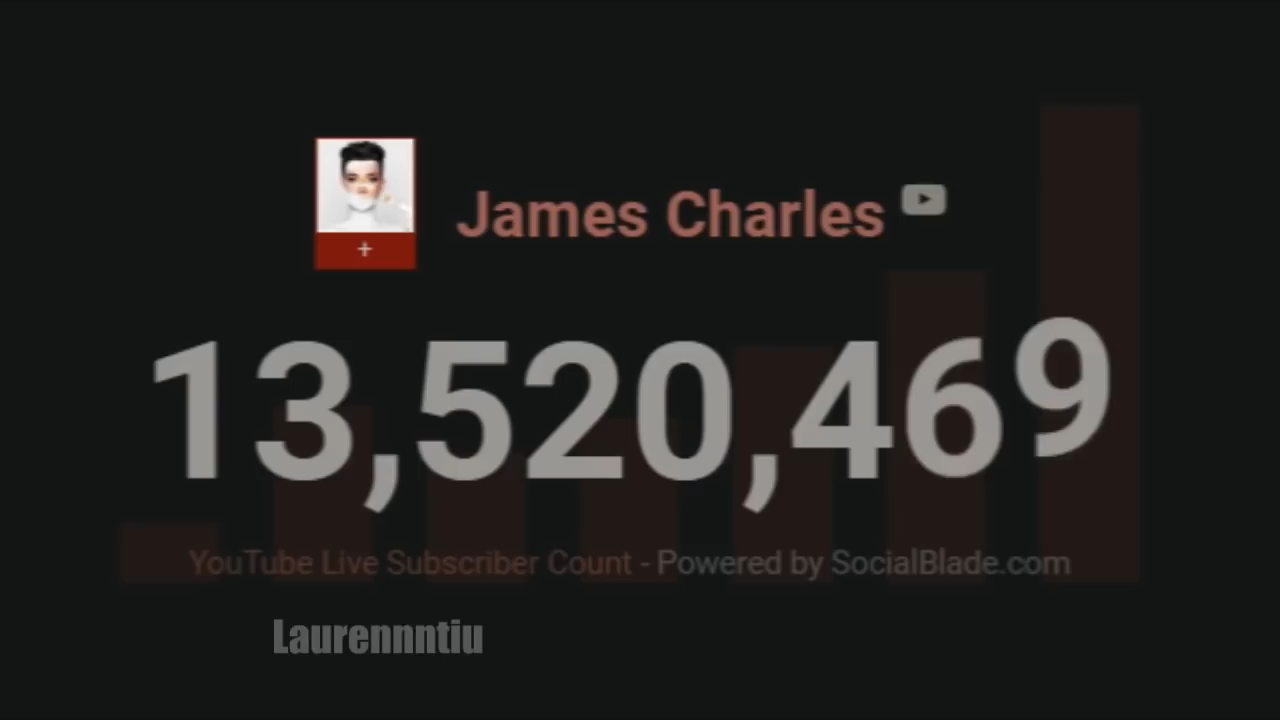 James Charles
+
13,520,469
YouTube Live Subscriber Count - Powered by SocialBlade.com
Laurennntiu